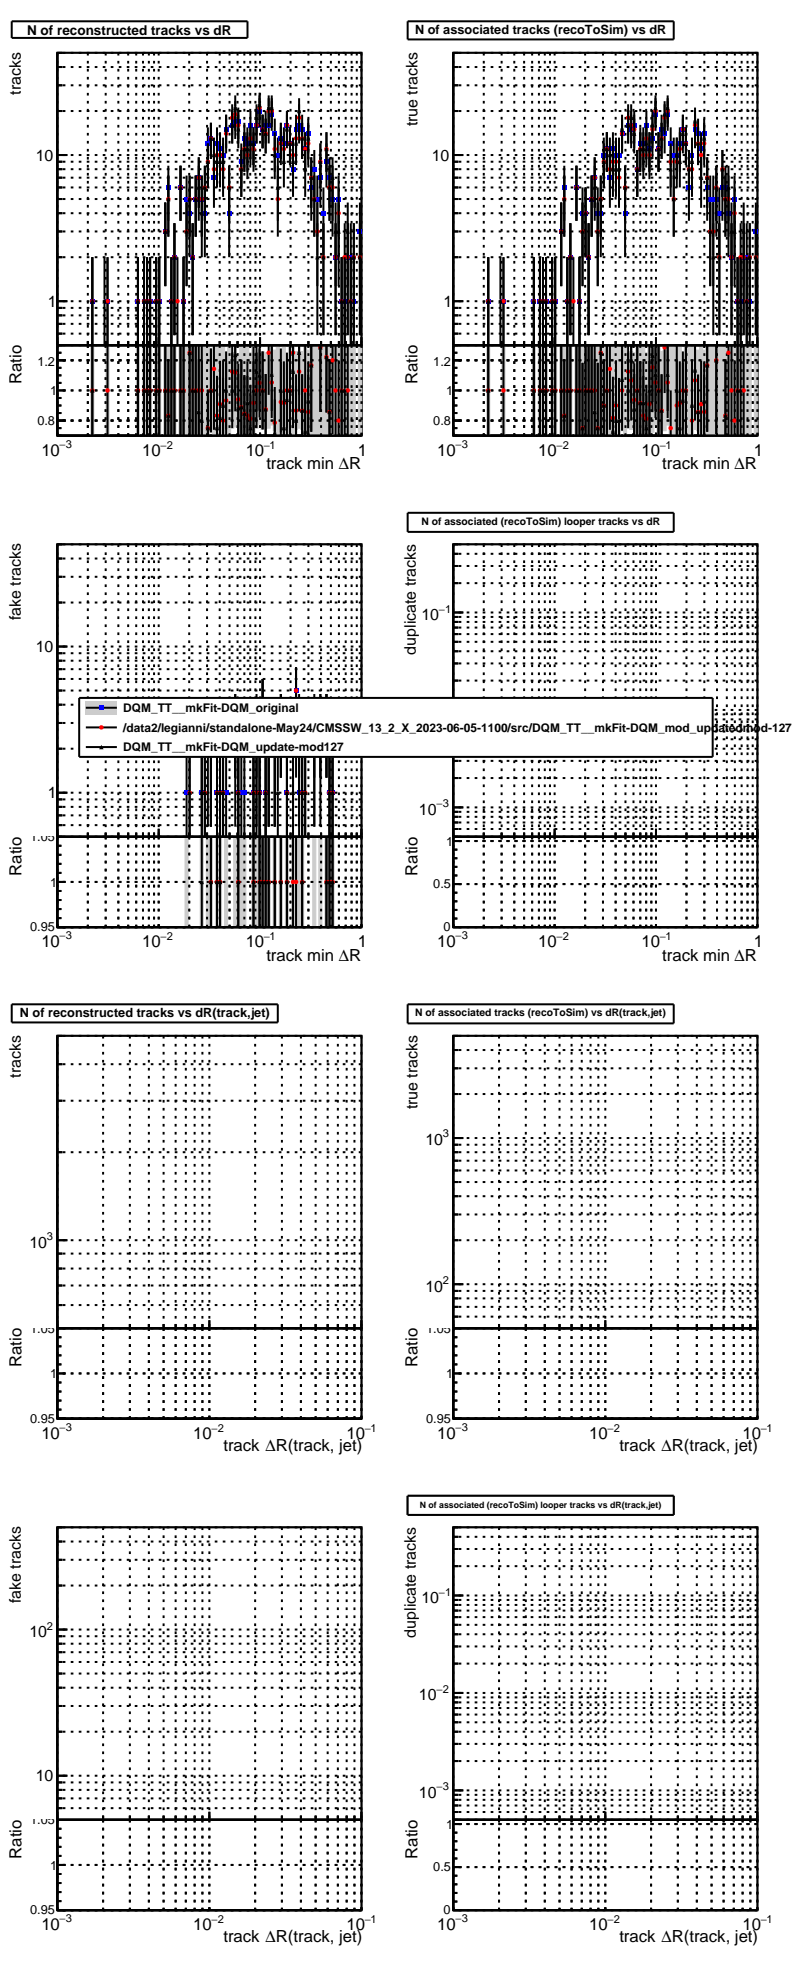 N of reconstructed tracks vs dR
tracks
10
1
Ratio
1.2
1
0.8
10−3 10−2 10−1 1
track min ΔR
N of associated tracks (recoToSim) vs dR
true tracks
10
1
Ratio
1.2
1
0.8
10−3 10−2 10−1 1
track min ΔR
fake tracks
10
1
Ratio
1.05
1
0.95
10−3 10−2 10−1 1
track min ΔR
N of associated (recoToSim) looper tracks vs dR
duplicate tracks
10−1
10−3
Ratio
1
0.5
0
10−3 10−2 10−1 1
track min ΔR
DQM_TT__mkFit-DQM_original
/data2/legianni/standalone-May24/CMSSW_13_2_X_2023-06-05-1100/src/DQM_TT__mkFit-DQM_mod_updatedmod-127
DQM_TT__mkFit-DQM_update-mod127
N of reconstructed tracks vs dR(track,jet)
tracks
103
Ratio
1.05
1
0.95
10−3 10−2 10−1
track ΔR(track, jet)
N of associated tracks (recoToSim) vs dR(track,jet)
true tracks
103
102
Ratio
1.05
1
0.95
10−3 10−2 10−1
track ΔR(track, jet)
fake tracks
102
10
Ratio
1.05
1
0.95
10−3 10−2 10−1
track ΔR(track, jet)
N of associated (recoToSim) looper tracks vs dR(track,jet)
duplicate tracks
10−1
10−2
10−3
Ratio
1
0.5
0
10−3 10−2 10−1
track ΔR(track, jet)